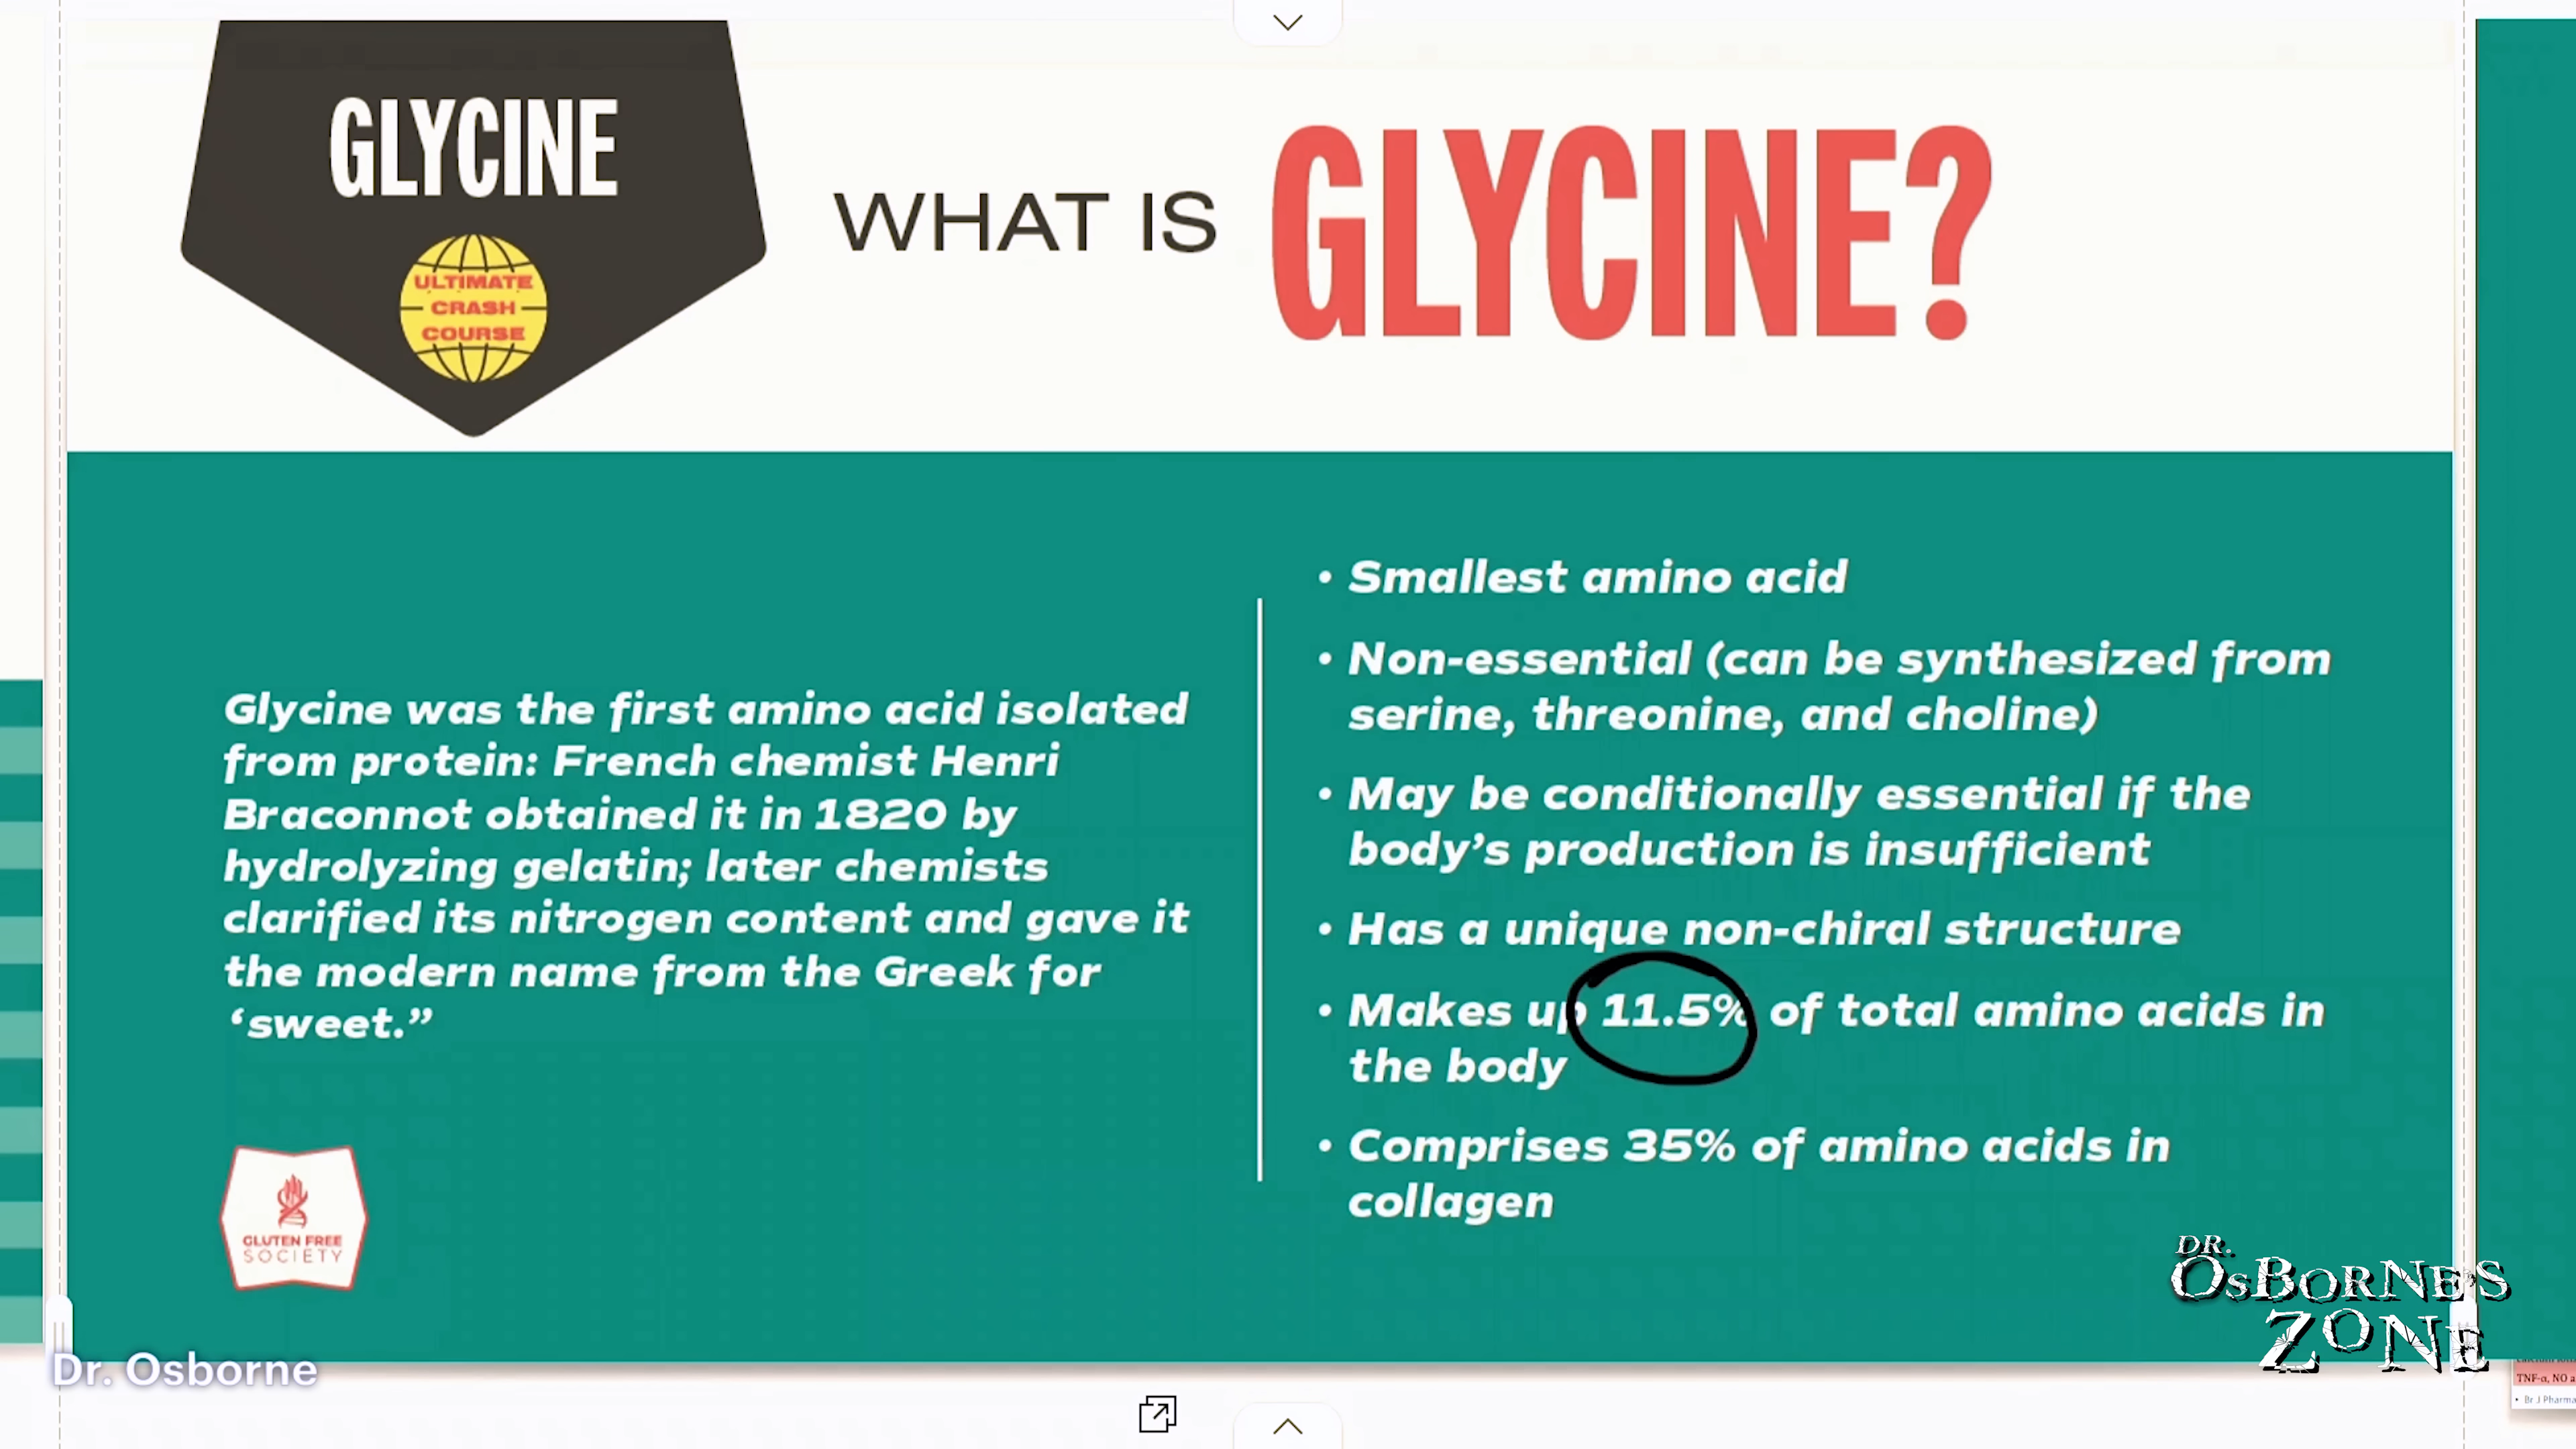 GLYCINE
ULTIMATE
CRASH
COURSE
WHAT IS GLYCINE?
Glycine was the first amino acid isolated
from protein: French chemist Henri
Braconnot obtained it in 1820 by
hydrolyzing gelatin; later chemists
clarified its nitrogen content and gave it
the modern name from the Greek for
‘sweet.”
• Smallest amino acid
• Non-essential (can be synthesized from
serine, threonine, and choline)
• May be conditionally essential if the
body’s production is insufficient
• Has a unique non-chiral structure
• Makes up 11.5% of total amino acids in
the body
• Comprises 35% of amino acids in
collagen
GLUTEN FREE
SOCIETY
DR.
OSBORNE'S
ZONE
Dr. Osborne
TNF-α, NO a
• Br J Pharma